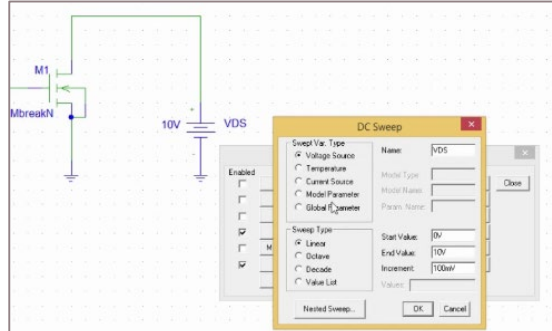 M1
MbreakN
10V
VDS
DC Sweep
Enabled
Close
Swept Var. Type
Voltage Source
Temperature
Current Source
Model Parameter
Name:
VDS
Model Type:
Model Name:
Param. Name:
Sweep Type
Linear
Octave
Decade
Value List
Start Value:
0V
End Value:
10V
Increment:
100mV
Values:
Nested Sweep...
OK
Cancel